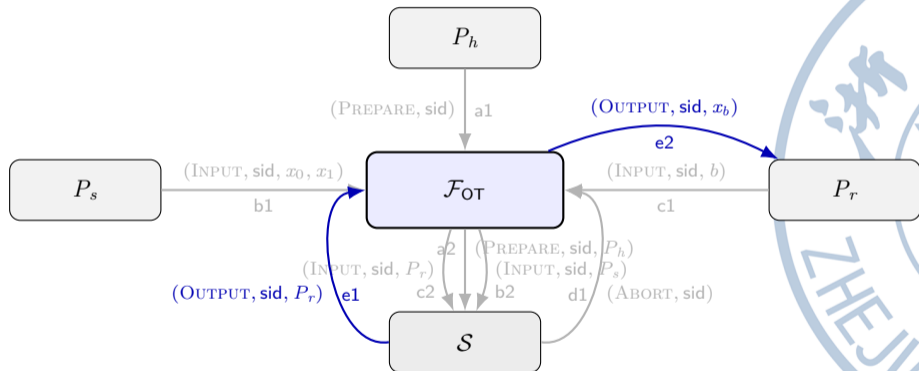 P_h
(PREPARE, sid) a1
(OUTPUT, sid, x_b)
e2
P_s
(INPUT, sid, x_0, x_1)
b1
F_OT
(INPUT, sid, b)
c1
P_r
a2 (PREPARE, sid, P_h)
(INPUT, sid, P_r) (INPUT, sid, P_s)
(OUTPUT, sid, P_r) e1 c2 b2 d1 (ABORT, sid)
S
浙
ZHEJI